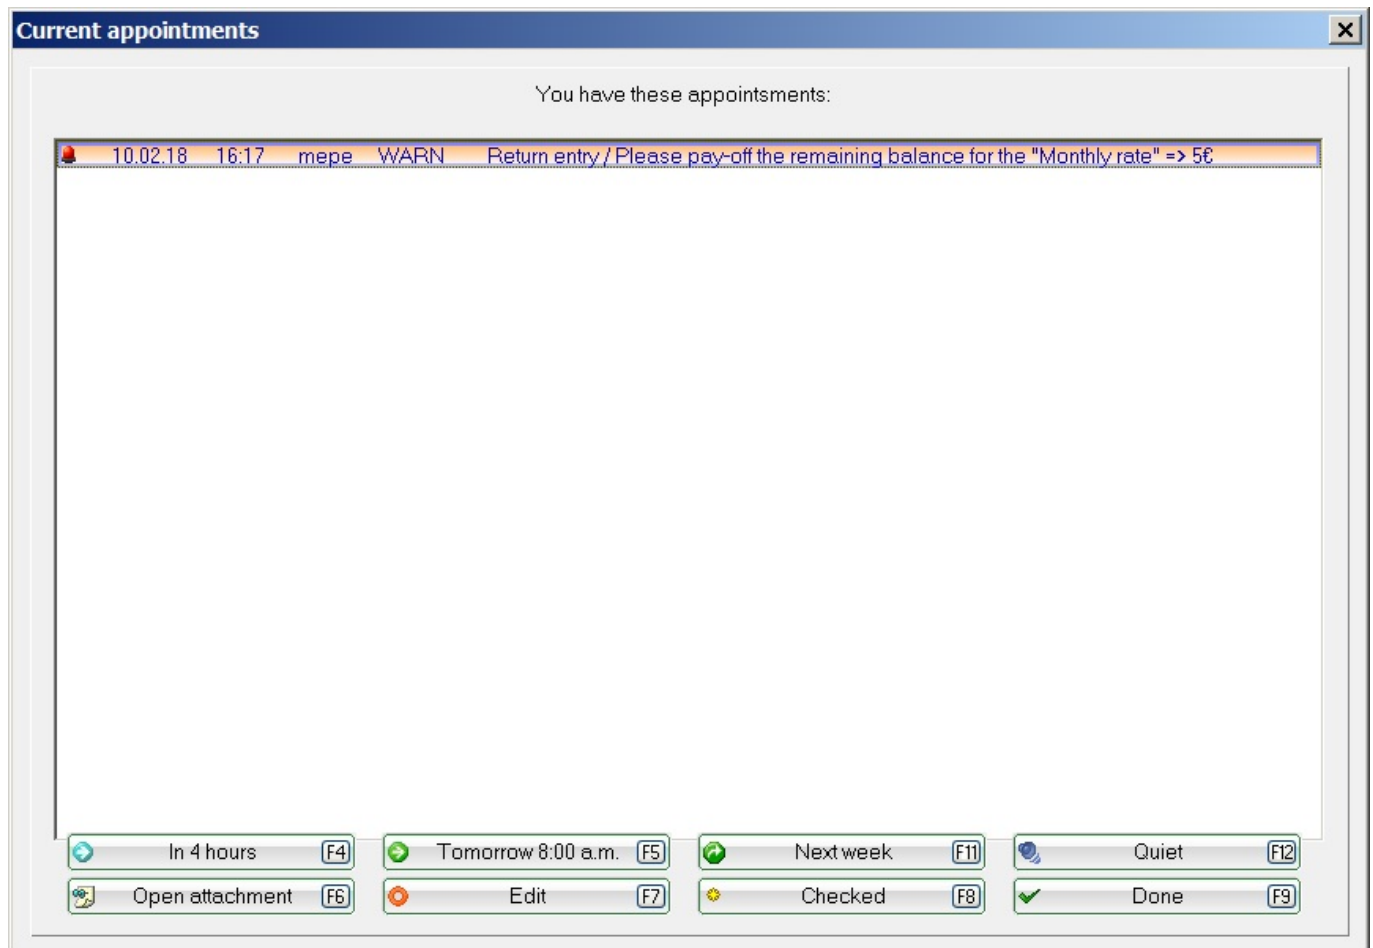 Current appointments
You have these appointsments:
10.02.18 16:17 mepe WARN Return entry / Please pay-off the remaining balance for the "Monthly rate" => 5€
In 4 hours F4 Tomorrow 8:00 a.m. F5 Next week F11 Quiet F12
Open attachment F6 Edit F7 Checked F8 Done F9